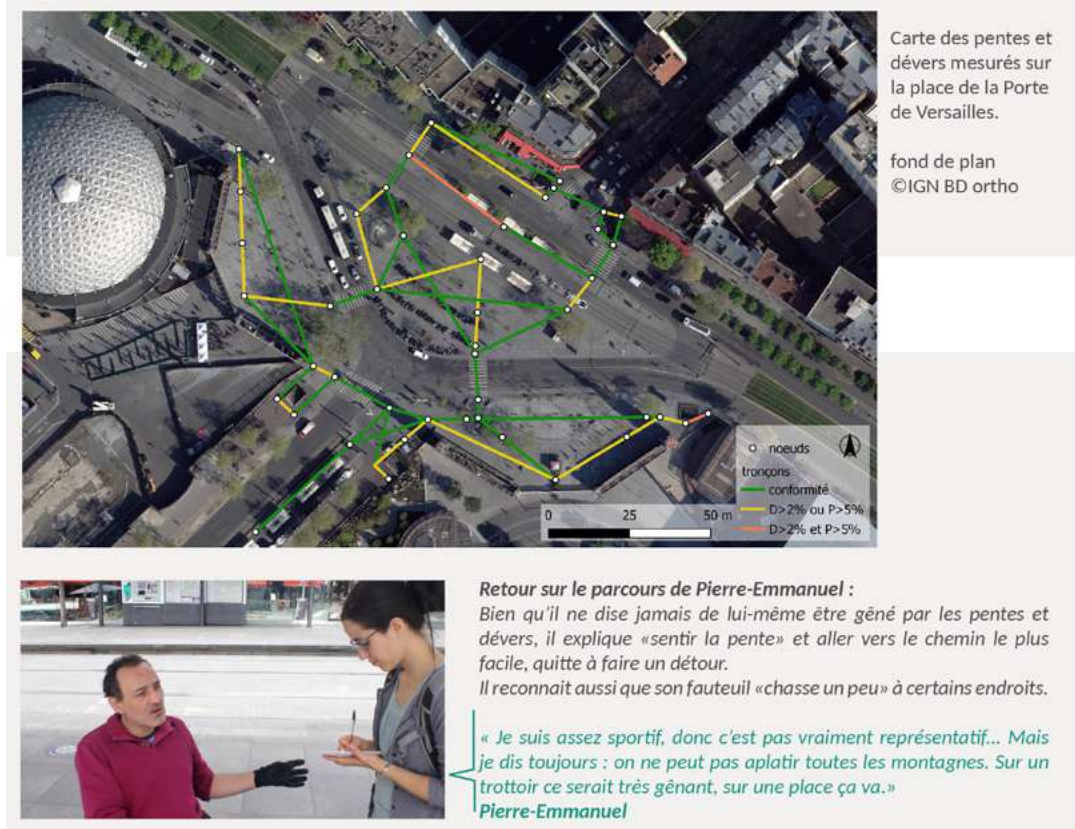 Carte des pentes et
dévers mesurés sur
la place de la Porte
de Versailles.
fond de plan
©IGN BD ortho
noeuds
tronçons
conformité
D>2% ou P>5%
D>2% et P>5%
0 25 50 m
Retour sur le parcours de Pierre-Emmanuel :
Bien qu'il ne dise jamais de lui-même être gêné par les pentes et
dévers, il explique «sentir la pente» et aller vers le chemin le plus
facile, quitte à faire un détour.
Il reconnait aussi que son fauteuil «chasse un peu» à certains endroits.
« Je suis assez sportif, donc c'est pas vraiment représentatif... Mais
je dis toujours : on ne peut pas aplatir toutes les montagnes. Sur un
trottoir ce serait très gênant, sur une place ça va.»
Pierre-Emmanuel